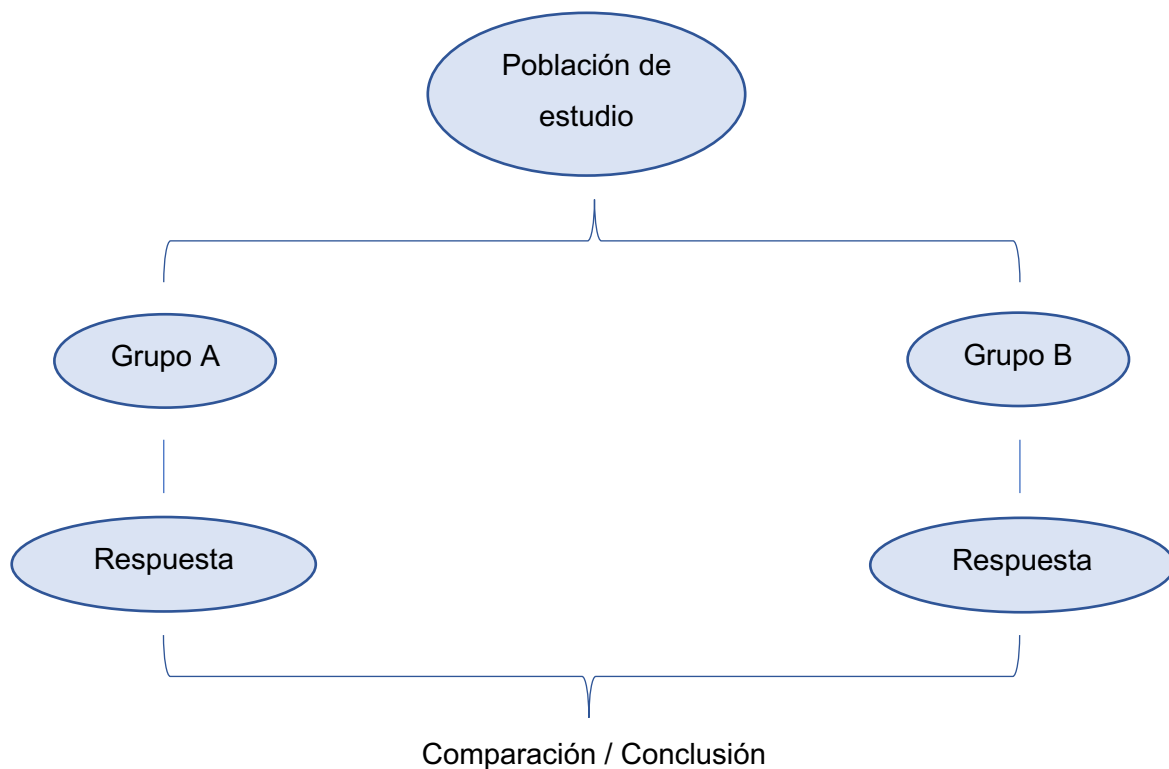 Población de
estudio
Grupo A
Grupo B
Respuesta
Respuesta
Comparación / Conclusión